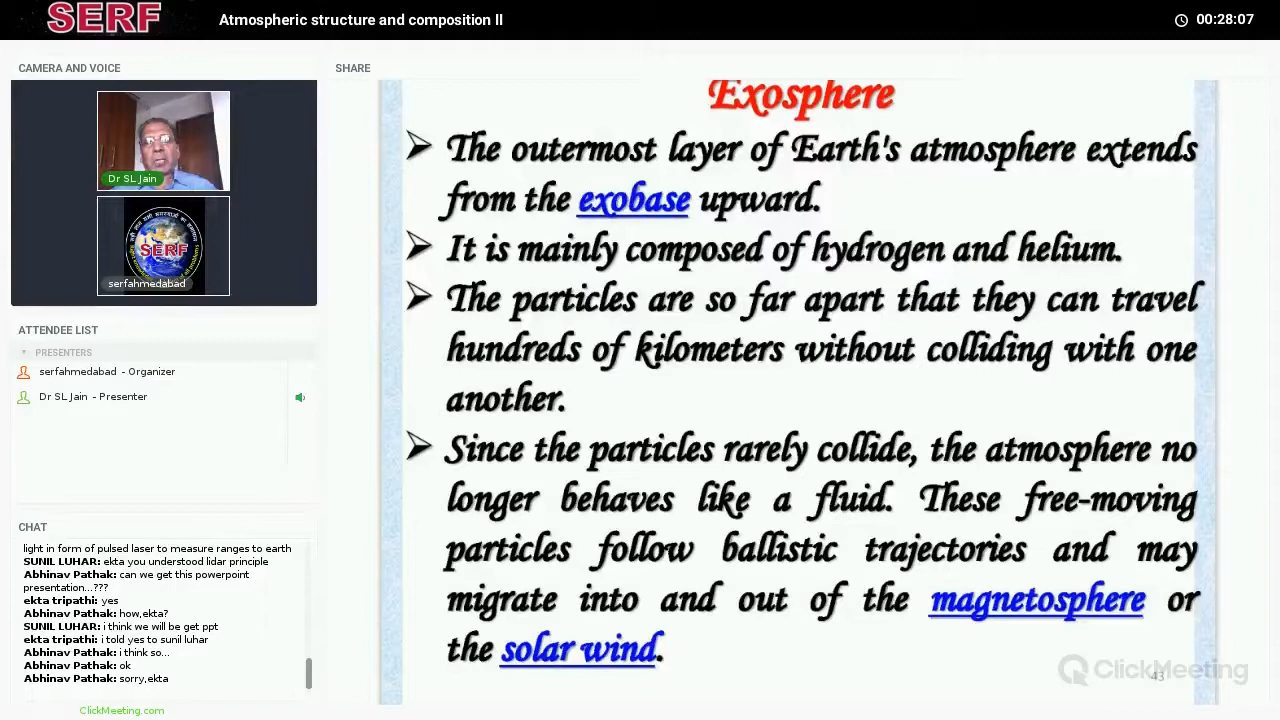 SERF
Atmospheric structure and composition II
00:28:07
CAMERA AND VOICE
Dr SL Jain
SERF
serfahmedabad
ATTENDEE LIST
PRESENTERS
serfahmedabad - Organizer
Dr SL Jain - Presenter
CHAT
light in form of pulsed laser to measure ranges to earth
SUNIL LUHAR: ekta you understood lidar principle
Abhinav Pathak: can we get this powerpoint
presentation...???
ekta tripathi: yes
Abhinav Pathak: how,ekta?
SUNIL LUHAR: i think we will be get ppt
ekta tripathi: i told yes to sunil luhar
Abhinav Pathak: i think so...
Abhinav Pathak: ok
Abhinav Pathak: sorry,ekta
ClickMeeting.com
SHARE
Exosphere
➢ The outermost layer of Earth's atmosphere extends
from the exobase upward.
➢ It is mainly composed of hydrogen and helium.
➢ The particles are so far apart that they can travel
hundreds of kilometers without colliding with one
another.
➢ Since the particles rarely collide, the atmosphere no
longer behaves like a fluid. These free-moving
particles follow ballistic trajectories and may
migrate into and out of the magnetosphere or
the solar wind.
43
ClickMeeting